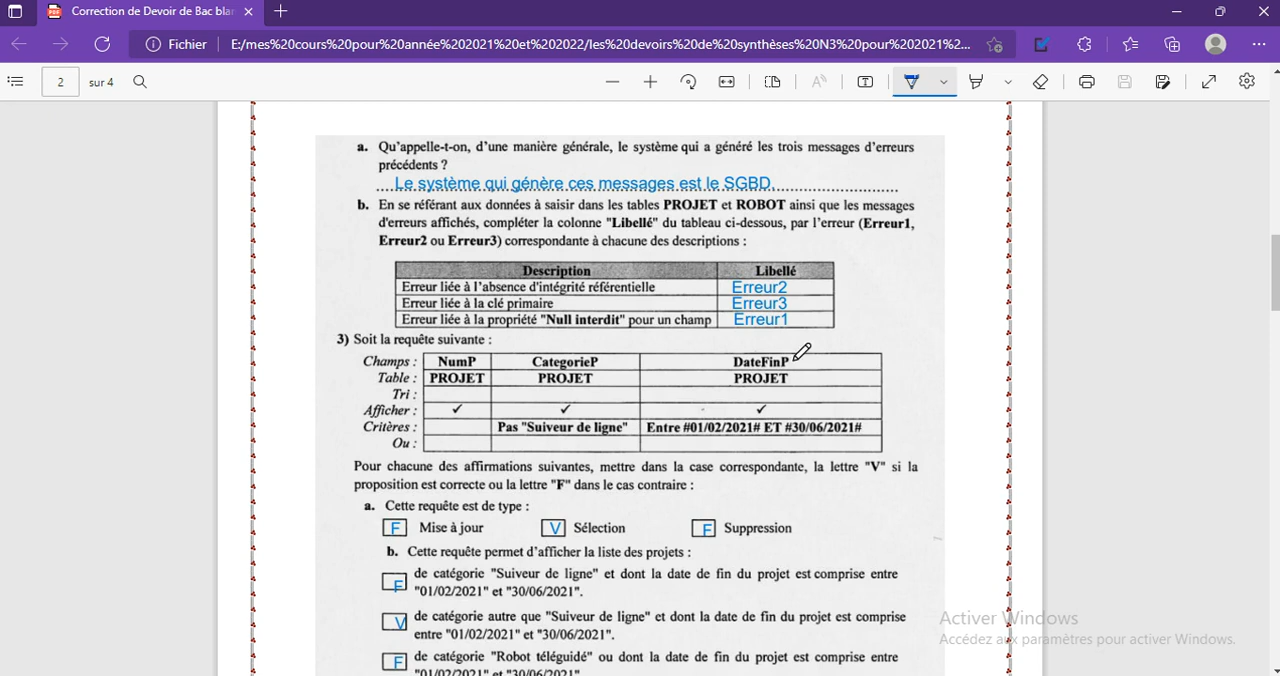 Correction de Devoir de Bac bla
Fichier
E:/mes%20cours%20pour%20année%202021%20et%202022/les%20devoirs%20de%20synthèses%20N3%20pour%202021%2...
2 sur 4
a. Qu'appelle-t-on, d'une manière générale, le système qui a généré les trois messages d'erreurs
précédents ?
....Le système qui génère ces messages est le SGBD...........................
b. En se référant aux données à saisir dans les tables PROJET et ROBOT ainsi que les messages
d'erreurs affichés, compléter la colonne "Libellé" du tableau ci-dessous, par l'erreur (Erreur1,
Erreur2 ou Erreur3) correspondante à chacune des descriptions :
Description Libellé
Erreur liée à l'absence d'intégrité référentielle Erreur2
Erreur liée à la clé primaire Erreur3
Erreur liée à la propriété "Null interdit" pour un champ Erreur1
3) Soit la requête suivante :
Champs : NumP CategorieP DateFinP
Table : PROJET PROJET PROJET
Tri :
Afficher : ✓ ✓ ✓
Critères : Pas "Suiveur de ligne" Entre #01/02/2021# ET #30/06/2021#
Ou :
Pour chacune des affirmations suivantes, mettre dans la case correspondante, la lettre "V" si la
proposition est correcte ou la lettre "F" dans le cas contraire :
a. Cette requête est de type :
F Mise à jour V Sélection F Suppression
b. Cette requête permet d'afficher la liste des projets :
F de catégorie "Suiveur de ligne" et dont la date de fin du projet est comprise entre
"01/02/2021" et "30/06/2021".
V de catégorie autre que "Suiveur de ligne" et dont la date de fin du projet est comprise
entre "01/02/2021" et "30/06/2021".
F de catégorie "Robot téléguidé" ou dont la date de fin du projet est comprise entre
"01/02/2021" et "30/06/2021"
Activer Windows
Accédez aux paramètres pour activer Windows.